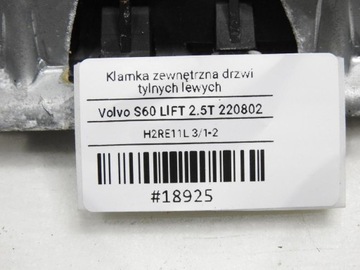 Klamka zewnętrzna drzwi
tylnych lewych
Volvo S60 LIFT 2.5T 220802
H2RE11L 3/1-2
#18925